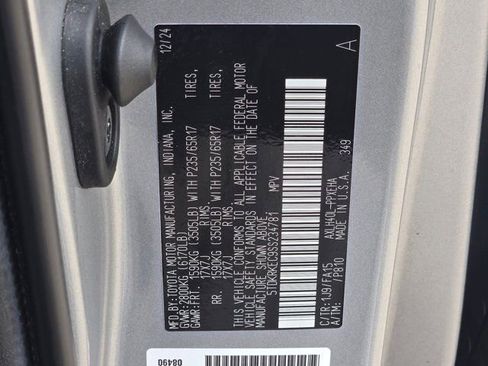 MFD.BY:TOYOTA MOTOR MANUFACTURING, INDIANA, INC. 12/24
GVWR:2800KG (6170LB)
GAWR:FRT. 1590KG (3505LB) WITH P235/65R17 TIRES,
17X7J RIMS,
RR. 1590KG (3505LB) WITH P235/65R17 TIRES,
17X7J RIMS,
THIS VEHICLE CONFORMS TO ALL APPLICABLE FEDERAL MOTOR
VEHICLE SAFETY STANDARDS IN EFFECT ON THE DATE OF
MANUFACTURE SHOWN ABOVE.
5TDKRKEC9SS234781 MPV
C/TR:1J9/FA15 AXLH40L-PPXEHA
A/TM: /P810 MADE IN U.S.A. 349
A
08490